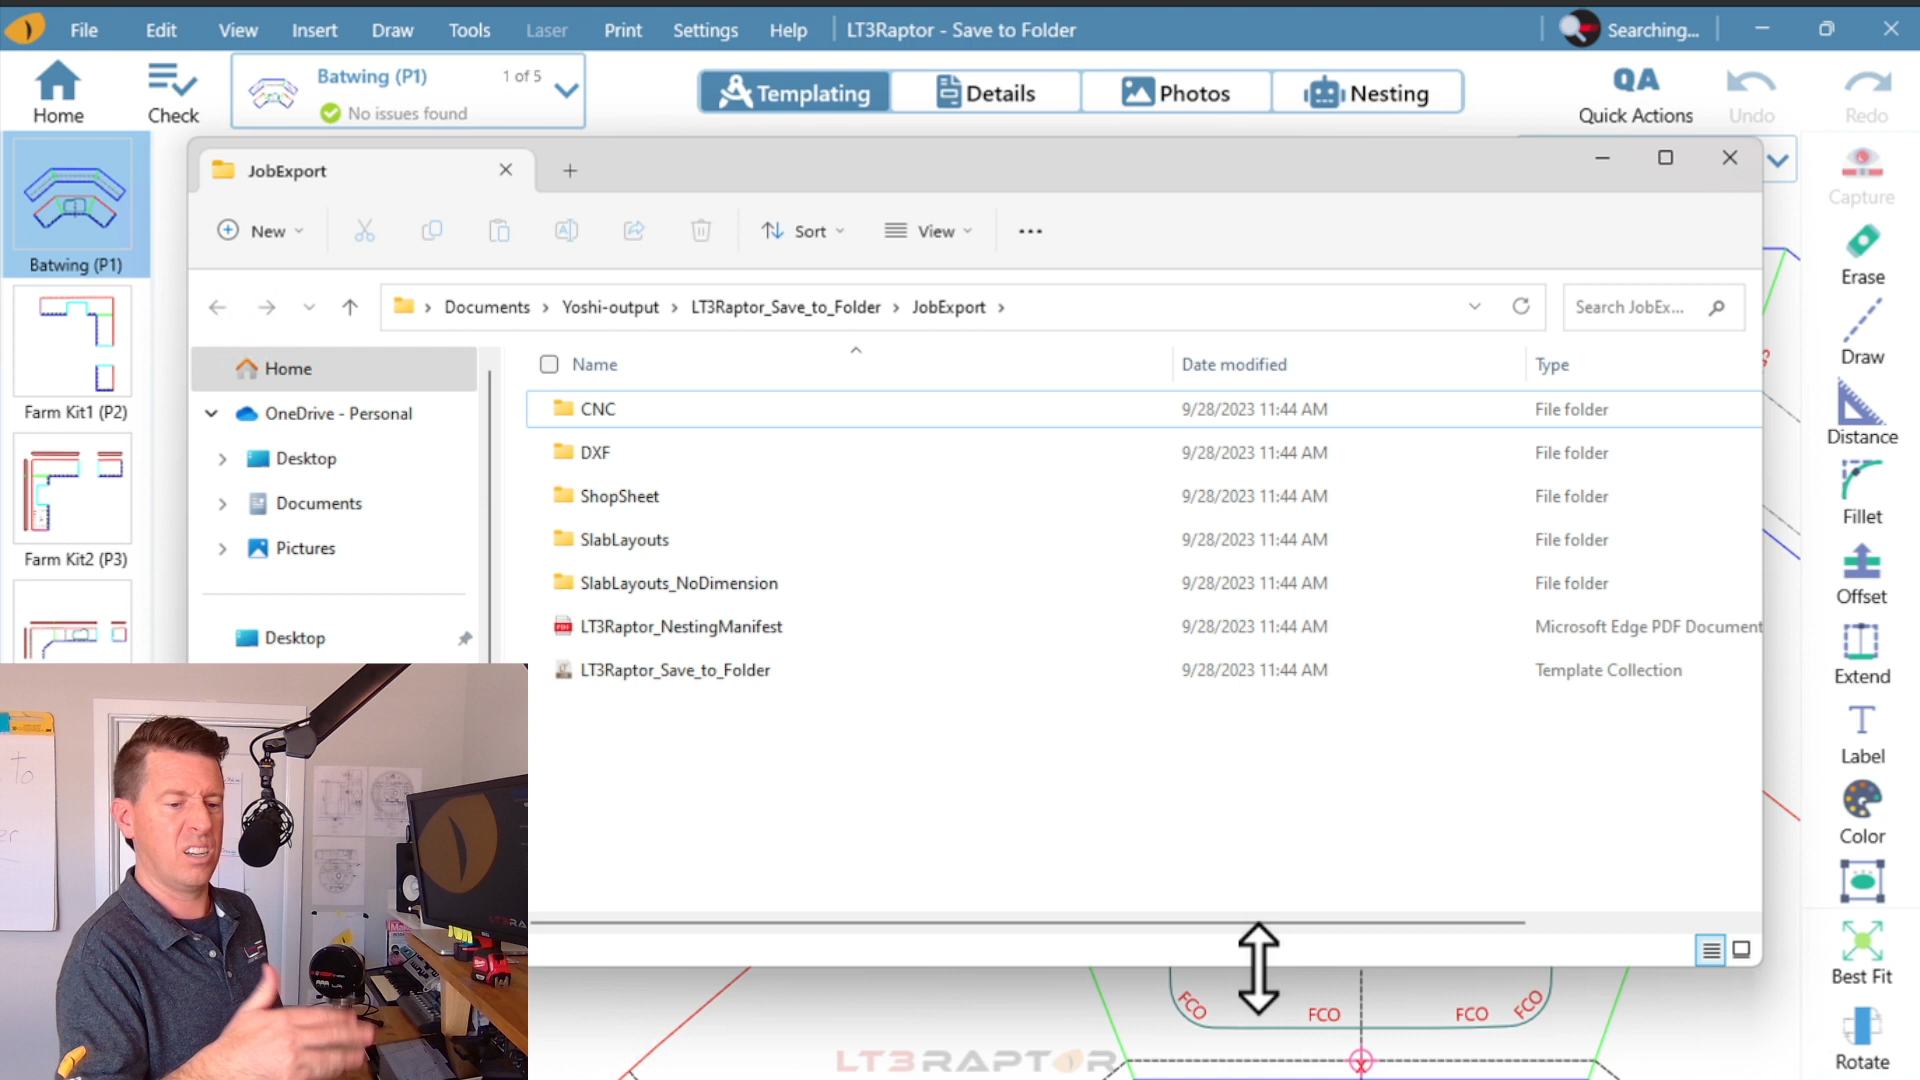 File Edit View Insert Draw Tools Laser Print Settings Help LT3Raptor - Save to Folder Searching...
Home
Check
Batwing (P1) 1 of 5
No issues found
Templating Details Photos Nesting
QA
Quick Actions Undo Redo
Batwing (P1)
Farm Kit1 (P2)
Farm Kit2 (P3)
JobExport
New Sort View
Documents Yoshi-output LT3Raptor_Save_to_Folder JobExport
Search JobEx...
Home
OneDrive - Personal
Desktop
Documents
Pictures
Desktop
Name Date modified Type
CNC 9/28/2023 11:44 AM File folder
DXF 9/28/2023 11:44 AM File folder
ShopSheet 9/28/2023 11:44 AM File folder
SlabLayouts 9/28/2023 11:44 AM File folder
SlabLayouts_NoDimension 9/28/2023 11:44 AM File folder
LT3Raptor_NestingManifest 9/28/2023 11:44 AM Microsoft Edge PDF Document
LT3Raptor_Save_to_Folder 9/28/2023 11:44 AM Template Collection
Capture
Erase
Draw
Distance
Fillet
Offset
Extend
Label
Color
Best Fit
Rotate
FCO FCO FCO FCO
X
LT3RAPTOR